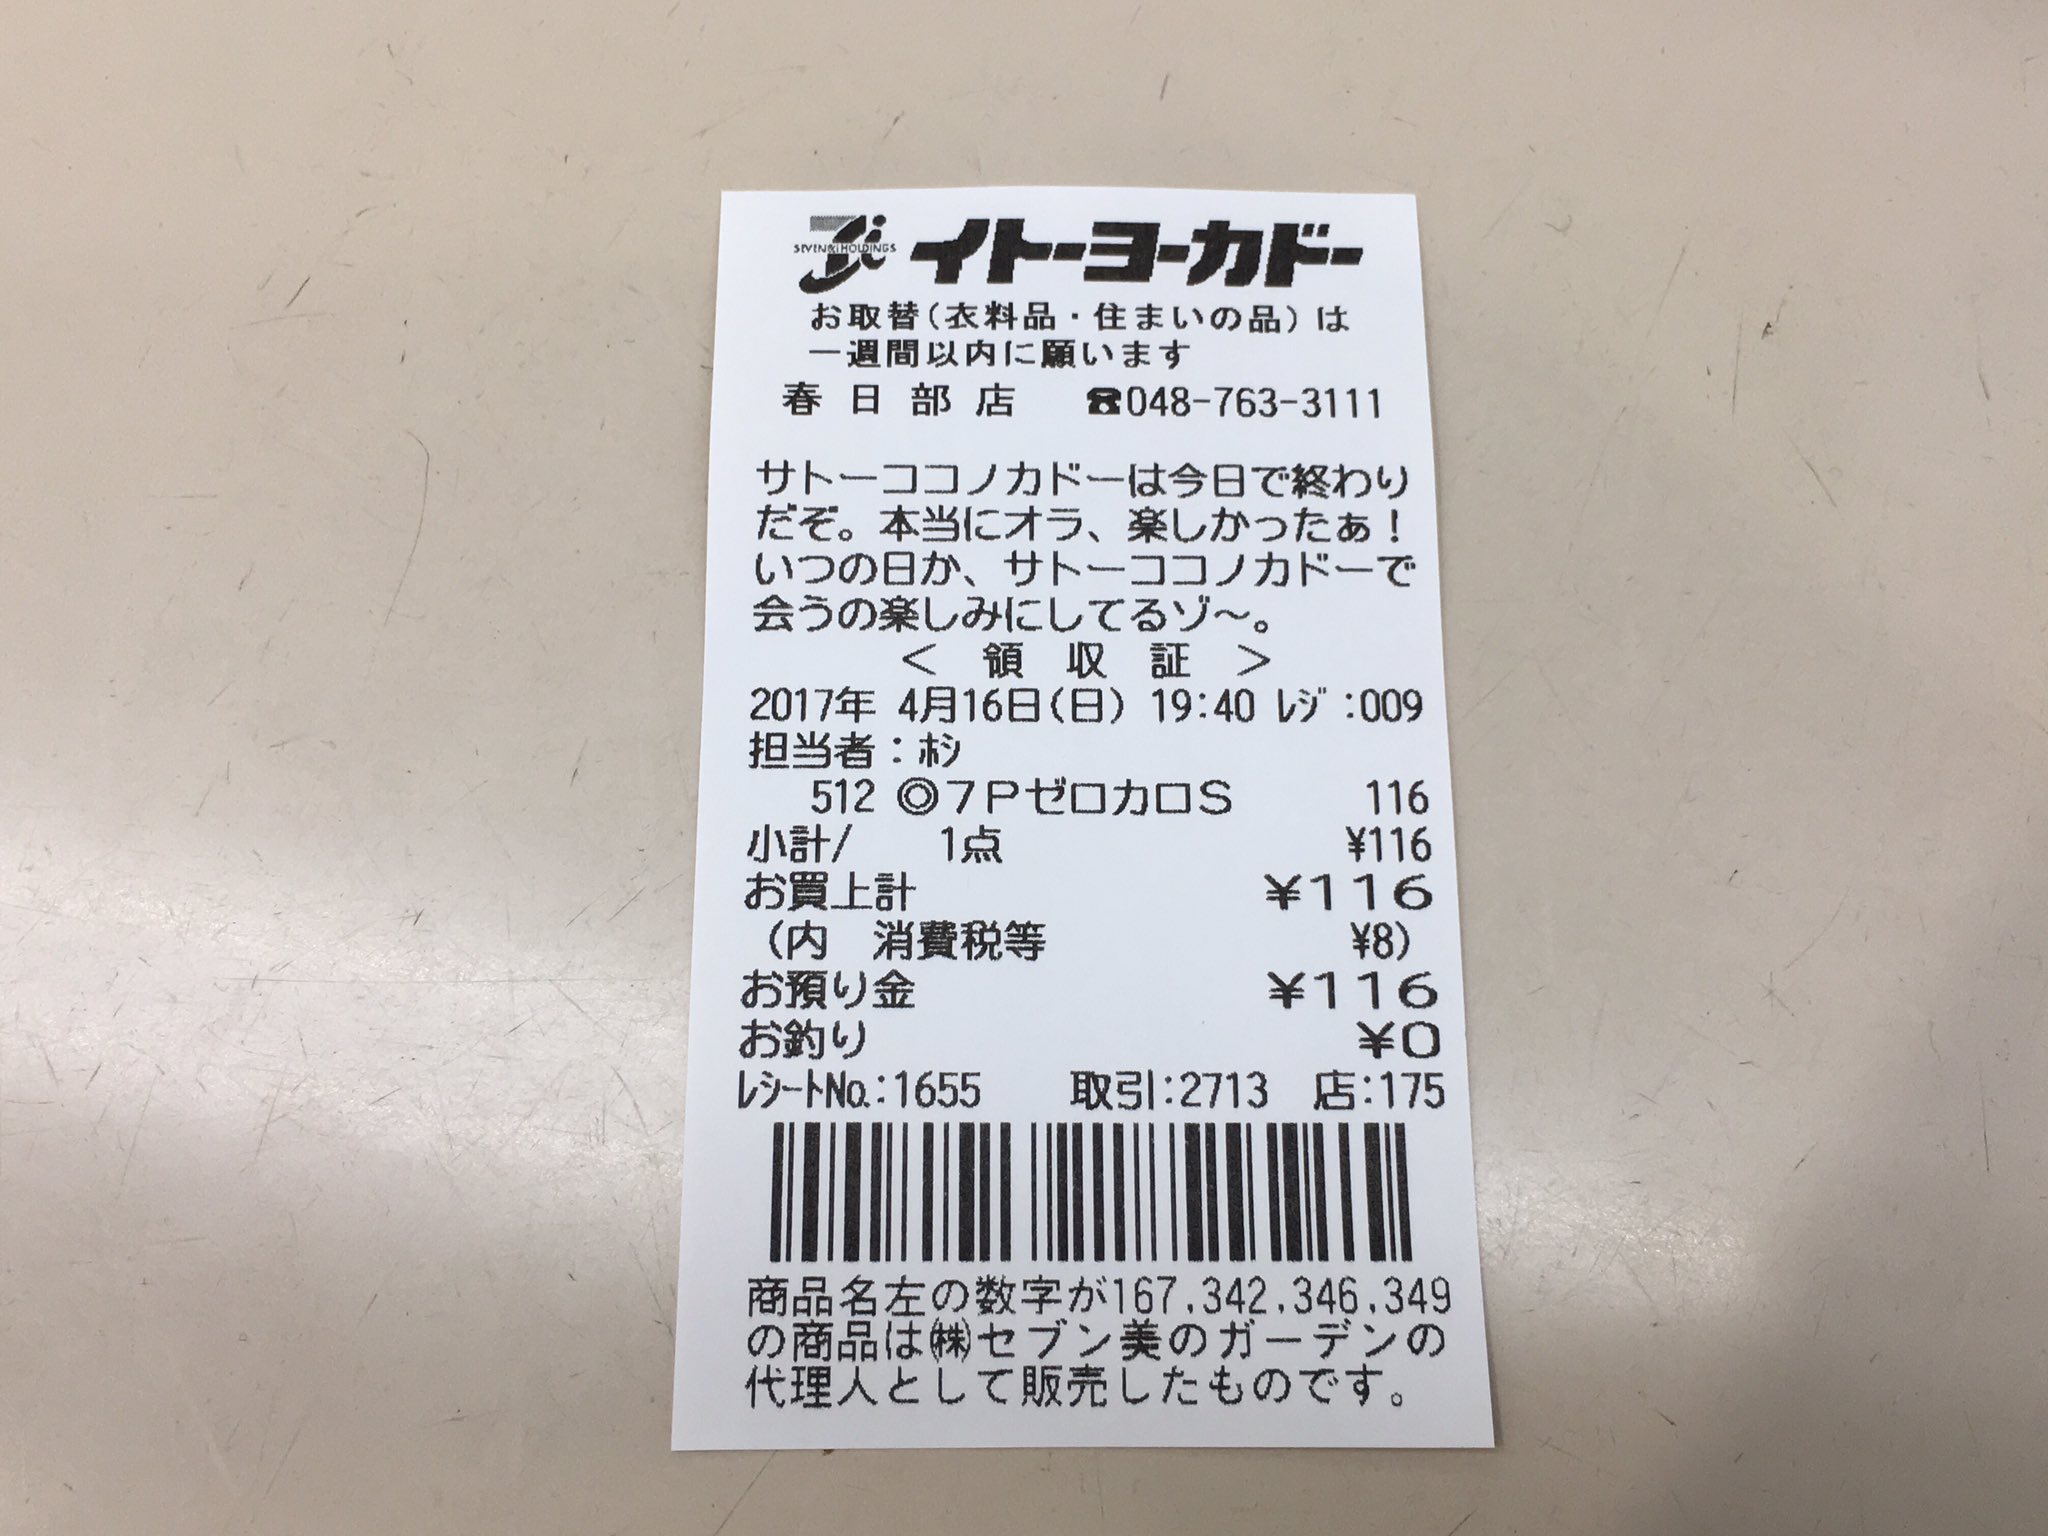 SEVEN&i HOLDINGS イトーヨーカドー
お取替(衣料品・住まいの品)は
一週間以内に願います
春日部店 ☎048-763-3111
サトーココノカドーは今日で終わり
だぞ。本当にオラ、楽しかったぁ!
いつの日か、サトーココノカドーで
会うの楽しみにしてるゾ〜。
< 領 収 証 >
2017年 4月16日(日) 19:40 ﾚｼﾞ:009
担当者:ﾎｼ
512 ◎7PゼロカロS 116
小計/ 1点 ¥116
お買上計 ¥116
(内 消費税等 ¥8)
お預り金 ¥116
お釣り ¥0
ﾚｼｰﾄNo.:1655 取引:2713 店:175
商品名左の数字が167,342,346,349
の商品は㈱セブン美のガーデンの
代理人として販売したものです。